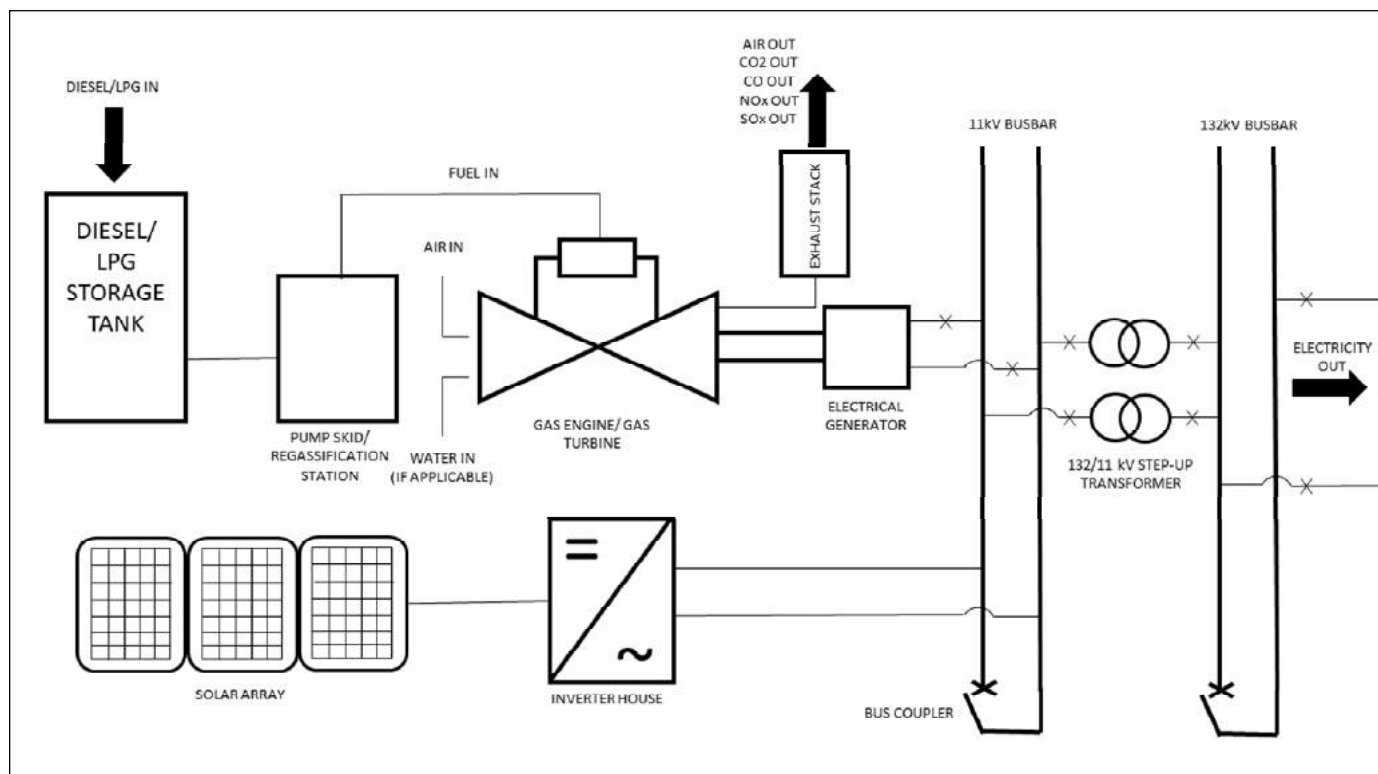 DIESEL/LPG IN
DIESEL/
LPG
STORAGE
TANK
PUMP SKID/
REGASSIFICATION
STATION
FUEL IN
AIR IN
WATER IN
(IF APPLICABLE)
GAS ENGINE/ GAS
TURBINE
AIR OUT
CO2 OUT
CO OUT
NOx OUT
SOx OUT
EXHAUST STACK
ELECTRICAL
GENERATOR
11kV BUSBAR
132kV BUSBAR
132/11 kV STEP-UP
TRANSFORMER
ELECTRICITY
OUT
SOLAR ARRAY
INVERTER HOUSE
BUS COUPLER